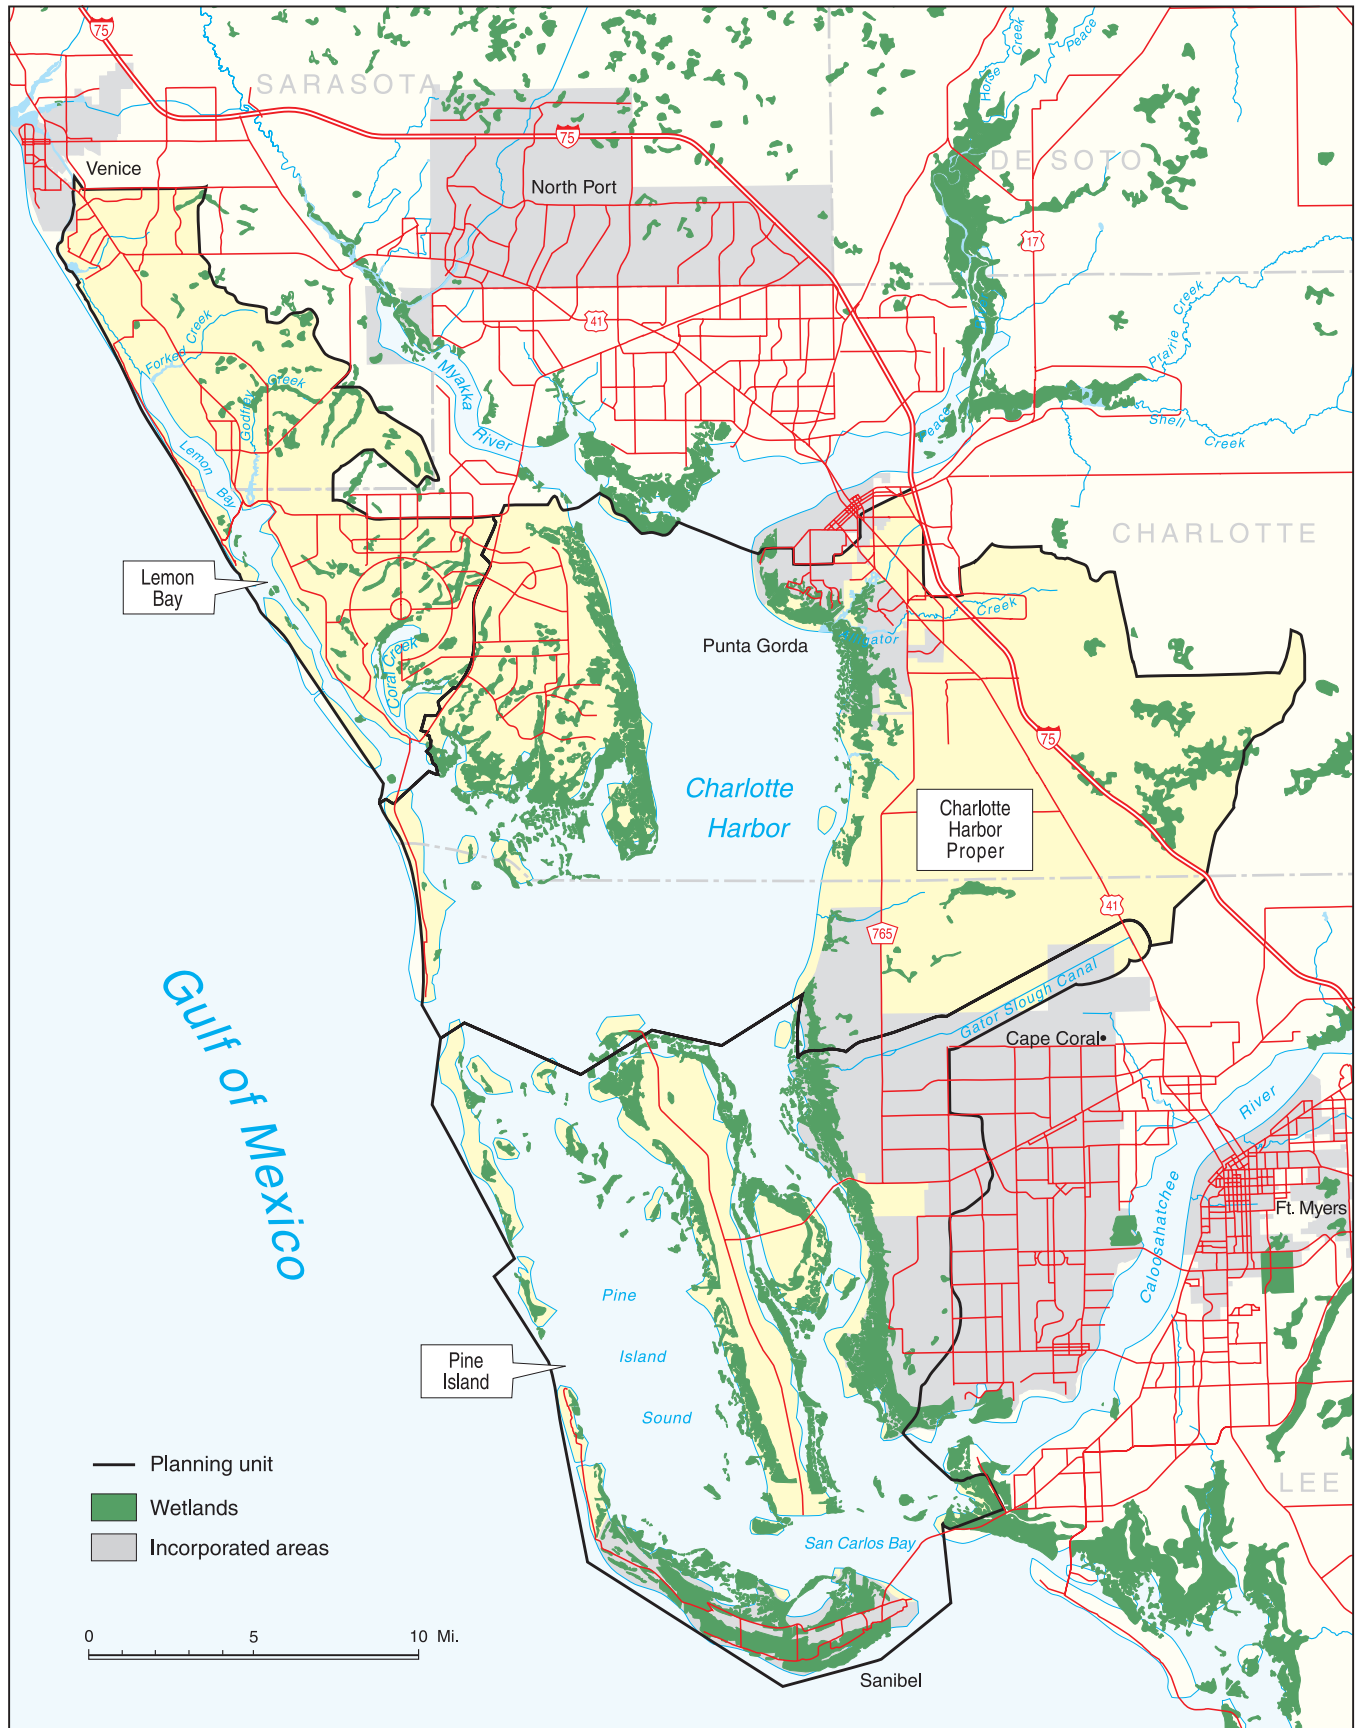 75
Creek
Peace
SARASOTA
Horse
75
DE SOTO
Venice
North Port
17
Creek
Forked Creek
41
Prairie
Creek
Myakka
Godfrey
Peace
Shell
Creek
River
Lemon
Bay
CHARLOTTE
Lemon
Bay
Creek
Alligator
Punta Gorda
Coral Creek
75
Charlotte
Harbor
Charlotte
Harbor
Proper
41
765
Gulf of Mexico
Gator Slough Canal
Cape Coral
River
Caloosahatchee
Ft. Myers
Pine
Island
Sound
Pine
Island
Planning unit
LEE
Wetlands
San Carlos Bay
Incorporated areas
0 5 10 Mi.
Sanibel